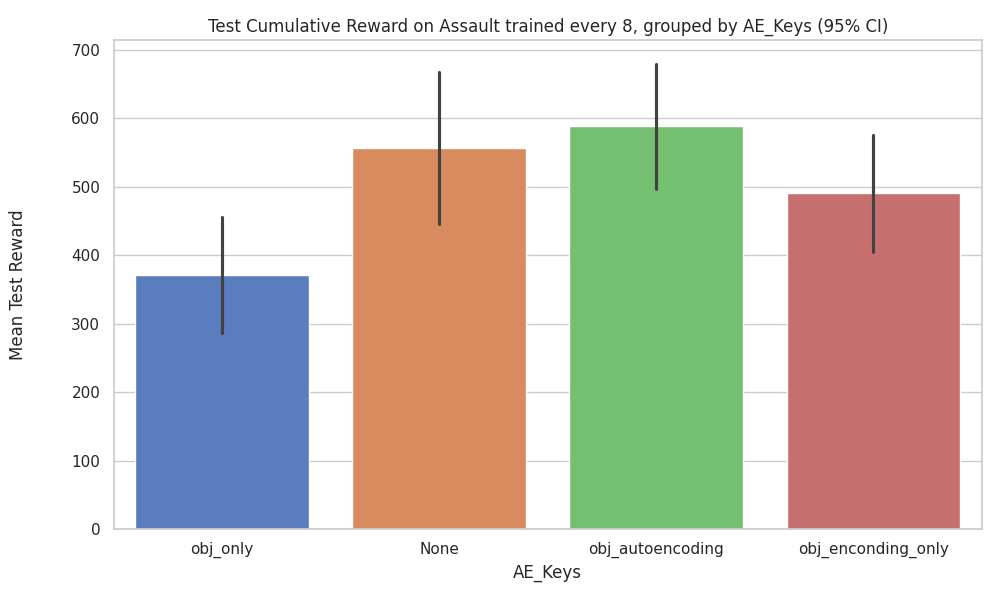 Test Cumulative Reward on Assault trained every 8, grouped by AE_Keys (95% CI)
700
600
500
400
300
200
100
0
Mean Test Reward
obj_only
None
obj_autoencoding
obj_enconding_only
AE_Keys